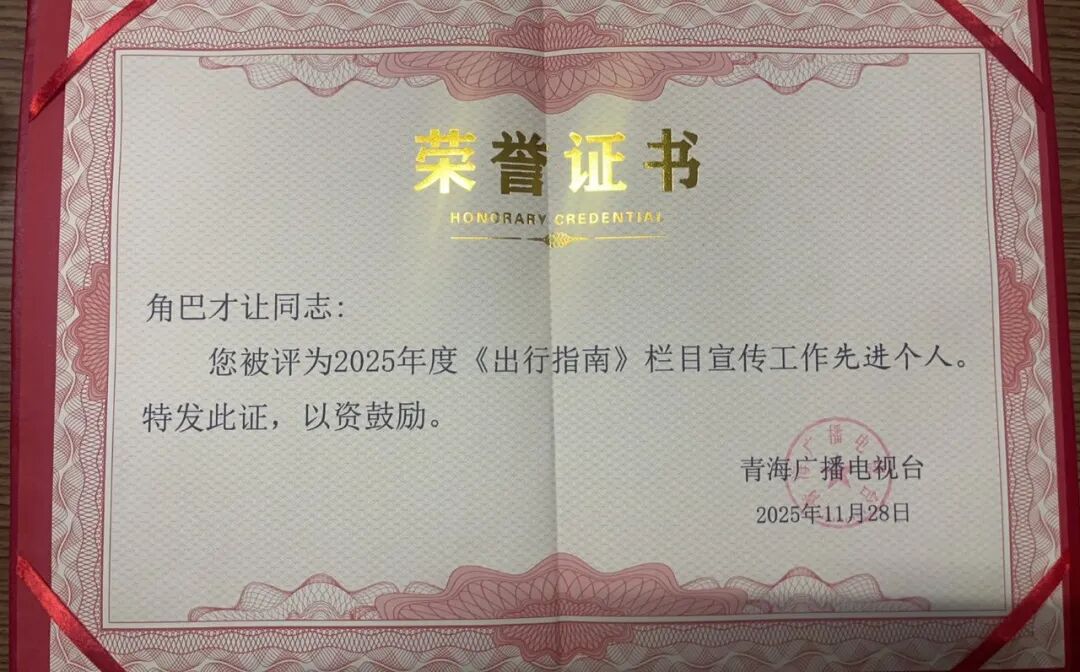 荣誉证书
HONORARY CREDENTIAL
角巴才让同志:
您被评为2025年度《出行指南》栏目宣传工作先进个人。
特发此证，以资鼓励。
青海广播电视台
2025年11月28日